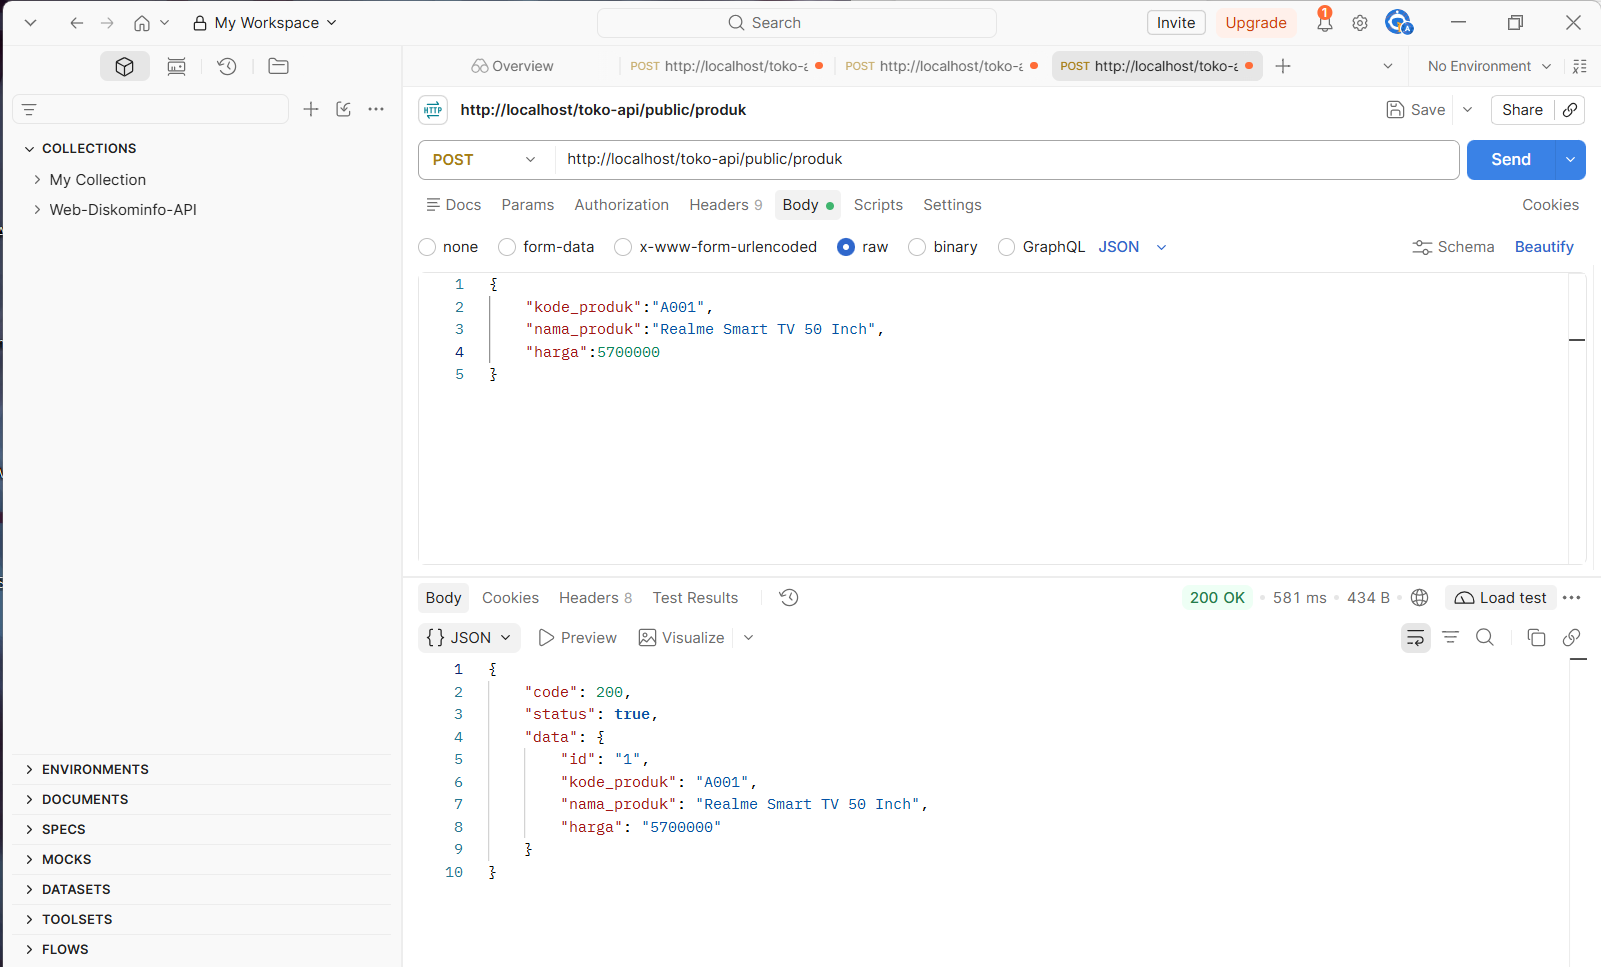 My Workspace
Search
Invite
Upgrade
1
A
Overview
POST http://localhost/toko-a
POST http://localhost/toko-a
POST http://localhost/toko-a
No Environment
HTTP
http://localhost/toko-api/public/produk
Save
Share
COLLECTIONS
My Collection
Web-Diskominfo-API
POST
http://localhost/toko-api/public/produk
Send
Docs
Params
Authorization
Headers 9
Body
Scripts
Settings
Cookies
none
form-data
x-www-form-urlencoded
raw
binary
GraphQL
JSON
Schema
Beautify
1 {
2 "kode_produk":"A001",
3 "nama_produk":"Realme Smart TV 50 Inch",
4 "harga":5700000
5 }
Body
Cookies
Headers 8
Test Results
200 OK
581 ms
434 B
Load test
{} JSON
Preview
Visualize
1 {
2 "code": 200,
3 "status": true,
4 "data": {
5 "id": "1",
6 "kode_produk": "A001",
7 "nama_produk": "Realme Smart TV 50 Inch",
8 "harga": "5700000"
9 }
10 }
ENVIRONMENTS
DOCUMENTS
SPECS
MOCKS
DATASETS
TOOLSETS
FLOWS